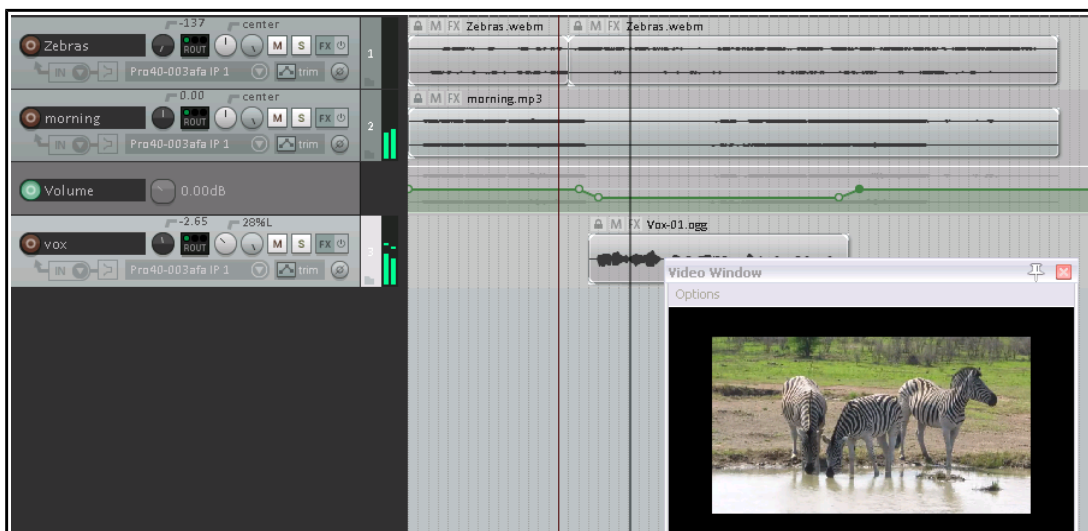 -137 center
Zebras ROUT M S FX 1
IN Pro40-003afa IP 1 trim
M FX Zebras.webm M FX Zebras.webm
0.00 center
morning ROUT M S FX 2
IN Pro40-003afa IP 1 trim
M FX morning.mp3
Volume 0.00dB
-2.65 28%L
vox ROUT M S FX 3
IN Pro40-003afa IP 1 trim
M FX Vox-01.ogg
Video Window
Options